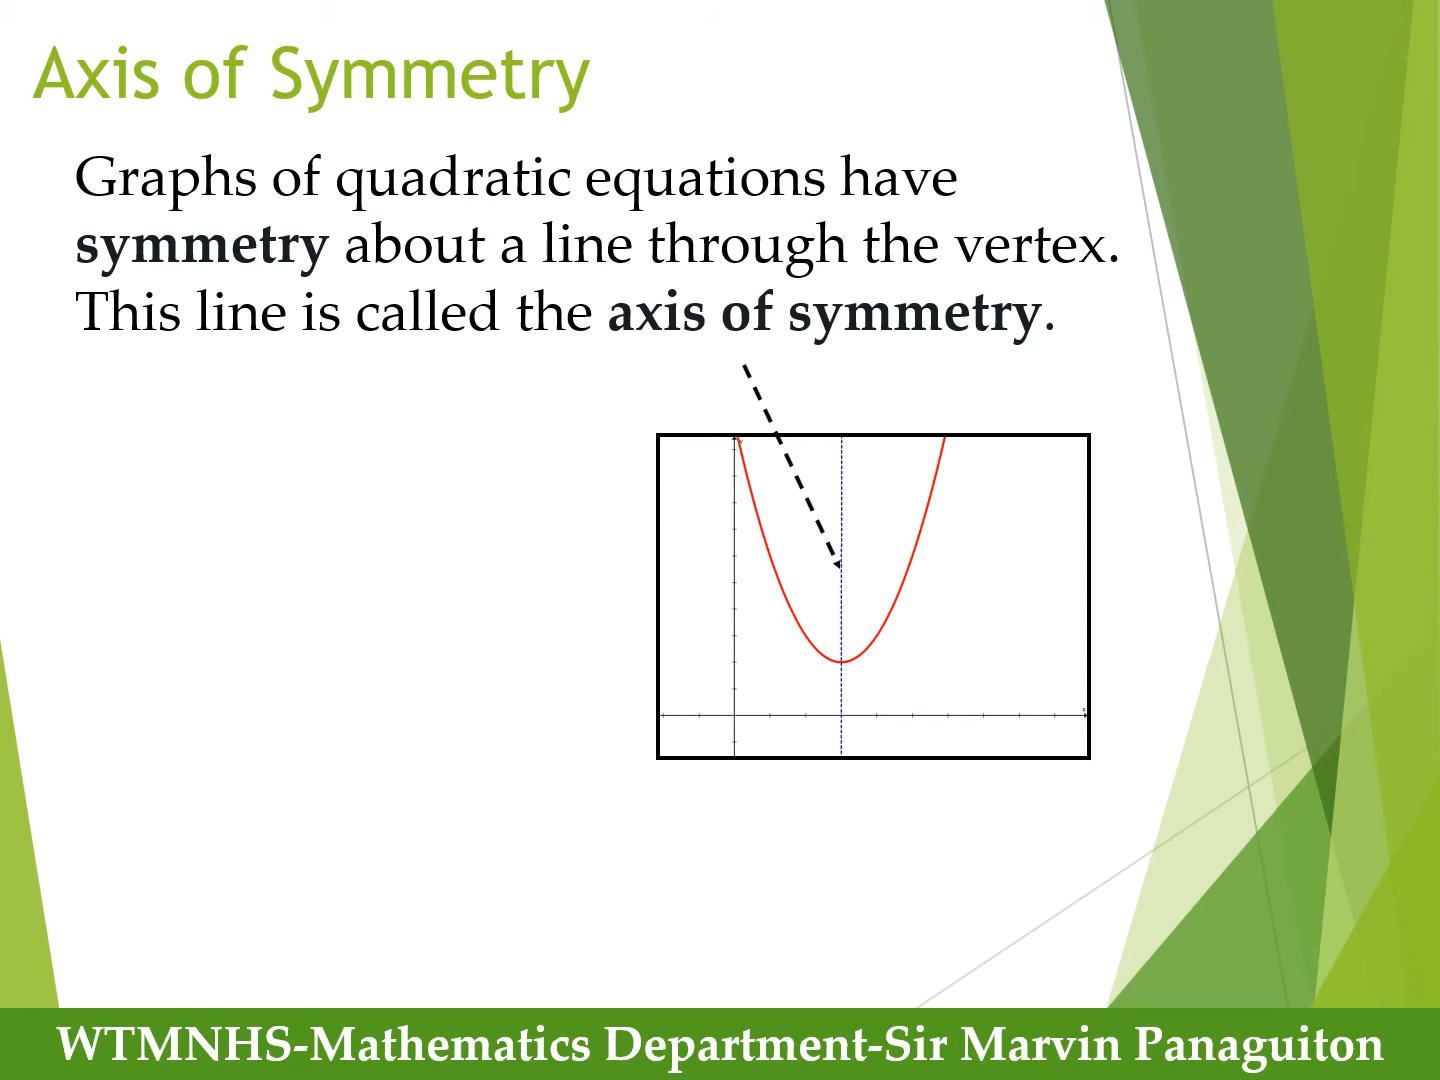 Axis of Symmetry
Graphs of quadratic equations have
symmetry about a line through the vertex.
This line is called the axis of symmetry.
x
WTMNHS-Mathematics Department-Sir Marvin Panaguiton